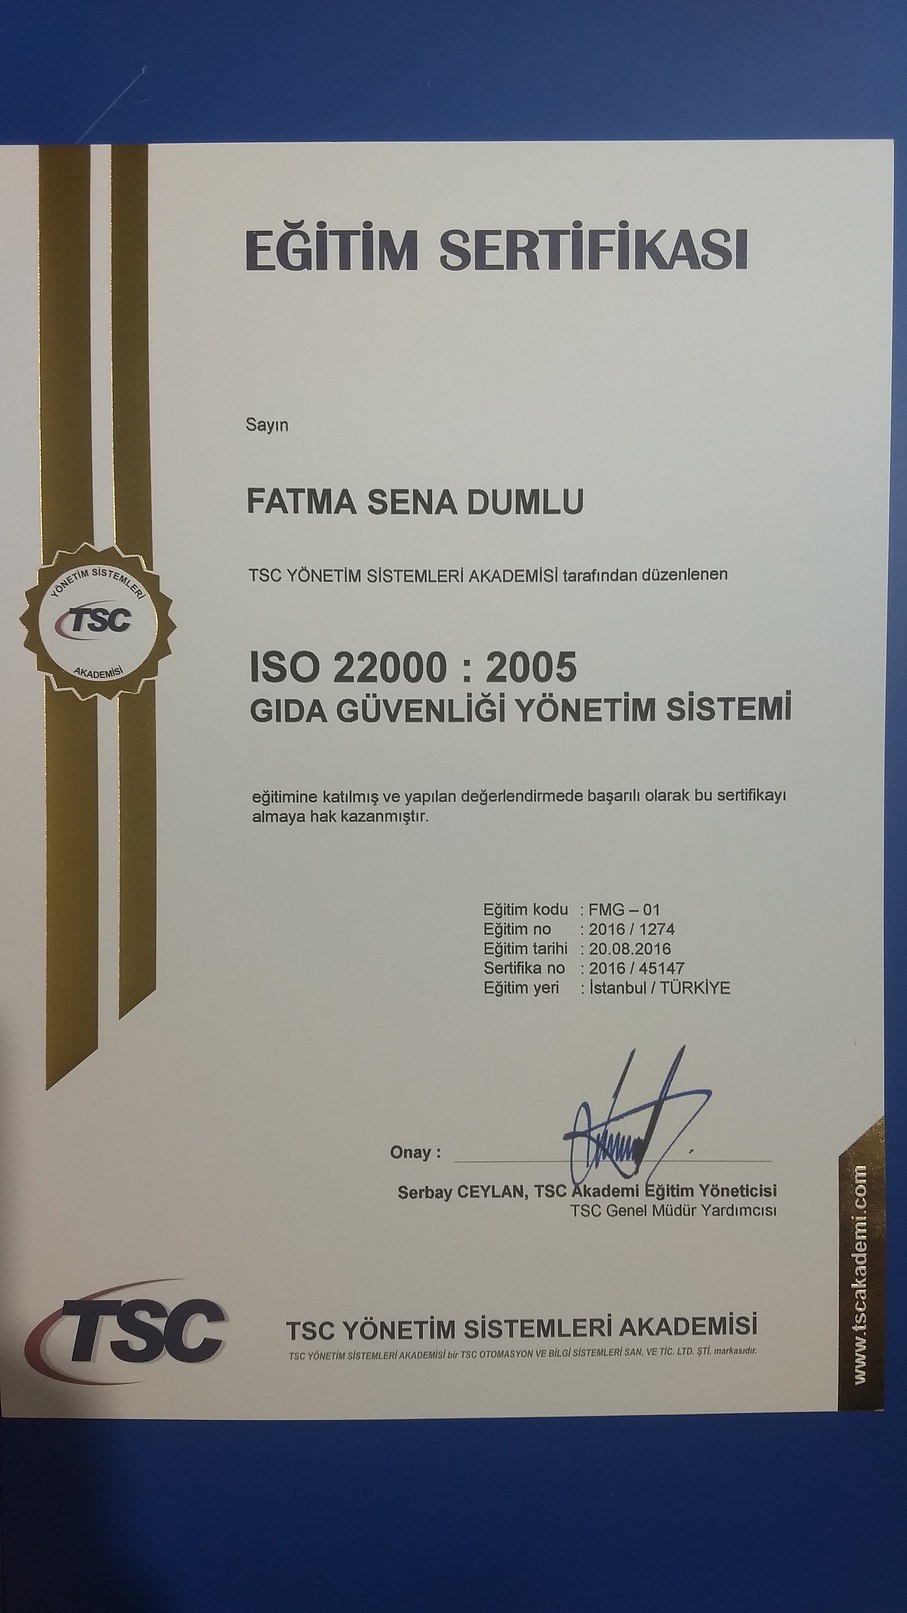 EĞİTİM SERTİFİKASI
Sayın
FATMA SENA DUMLU
TSC YÖNETİM SİSTEMLERİ AKADEMİSİ tarafından düzenlenen
YÖNETİM SİSTEMLERİ
TSC
AKADEMİSİ
ISO 22000 : 2005
GIDA GÜVENLİĞİ YÖNETİM SİSTEMİ
eğitimine katılmış ve yapılan değerlendirmede başarılı olarak bu sertifikayı
almaya hak kazanmıştır.
Eğitim kodu : FMG – 01
Eğitim no : 2016 / 1274
Eğitim tarihi : 20.08.2016
Sertifika no : 2016 / 45147
Eğitim yeri : İstanbul / TÜRKİYE
Onay :
Serbay CEYLAN, TSC Akademi Eğitim Yöneticisi
TSC Genel Müdür Yardımcısı
www.tscakademi.com
TSC
TSC YÖNETİM SİSTEMLERİ AKADEMİSİ
TSC YÖNETİM SİSTEMLERİ AKADEMİSİ bir TSC OTOMASYON VE BİLGİ SİSTEMLERİ SAN. VE TİC. LTD. ŞTİ. markasıdır.